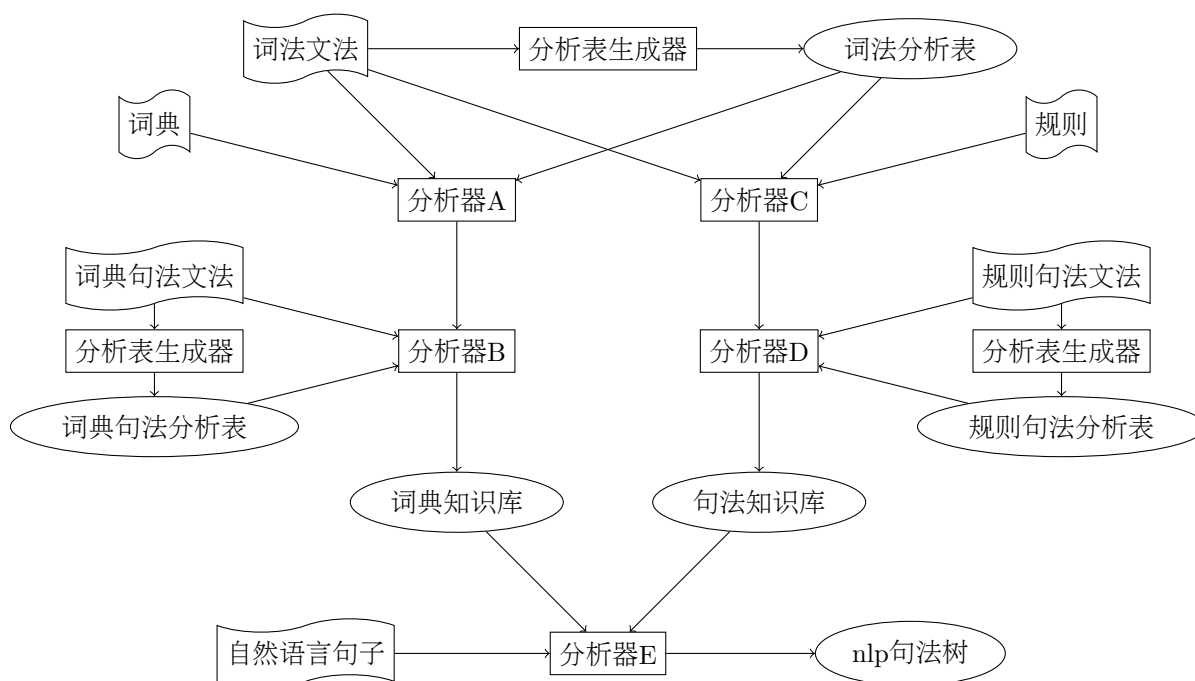 词法文法
分析表生成器
词法分析表
词典
规则
分析器A
分析器C
词典句法文法
规则句法文法
分析表生成器
分析器B
分析器D
分析表生成器
词典句法分析表
规则句法分析表
词典知识库
句法知识库
自然语言句子
分析器E
nlp句法树